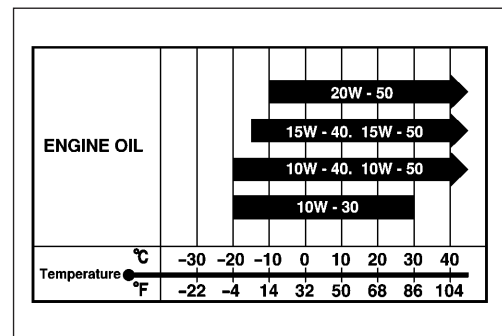 20W - 50
15W - 40. 15W - 50
ENGINE OIL
10W - 40. 10W - 50
10W - 30
°C -30 -20 -10 0 10 20 30 40
Temperature
°F -22 -4 14 32 50 68 86 104